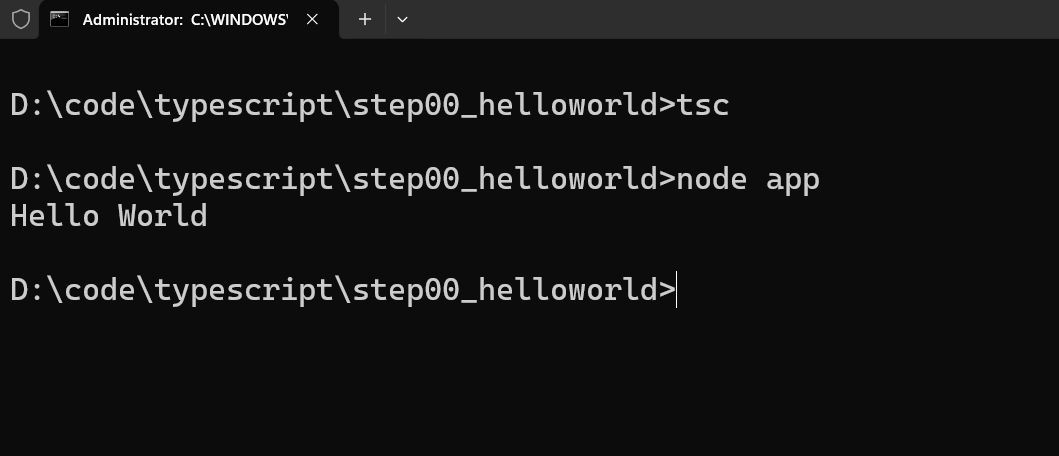 Administrator: C:\WINDOWS\
D:\code\typescript\step00_helloworld>tsc
D:\code\typescript\step00_helloworld>node app
Hello World
D:\code\typescript\step00_helloworld>